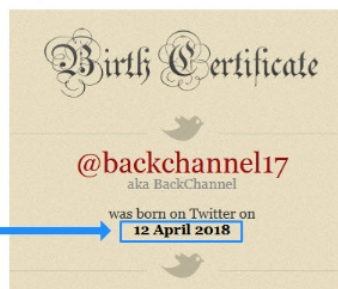 Birth Certificate
@backchannel17
aka BackChannel
was born on Twitter on
12 April 2018